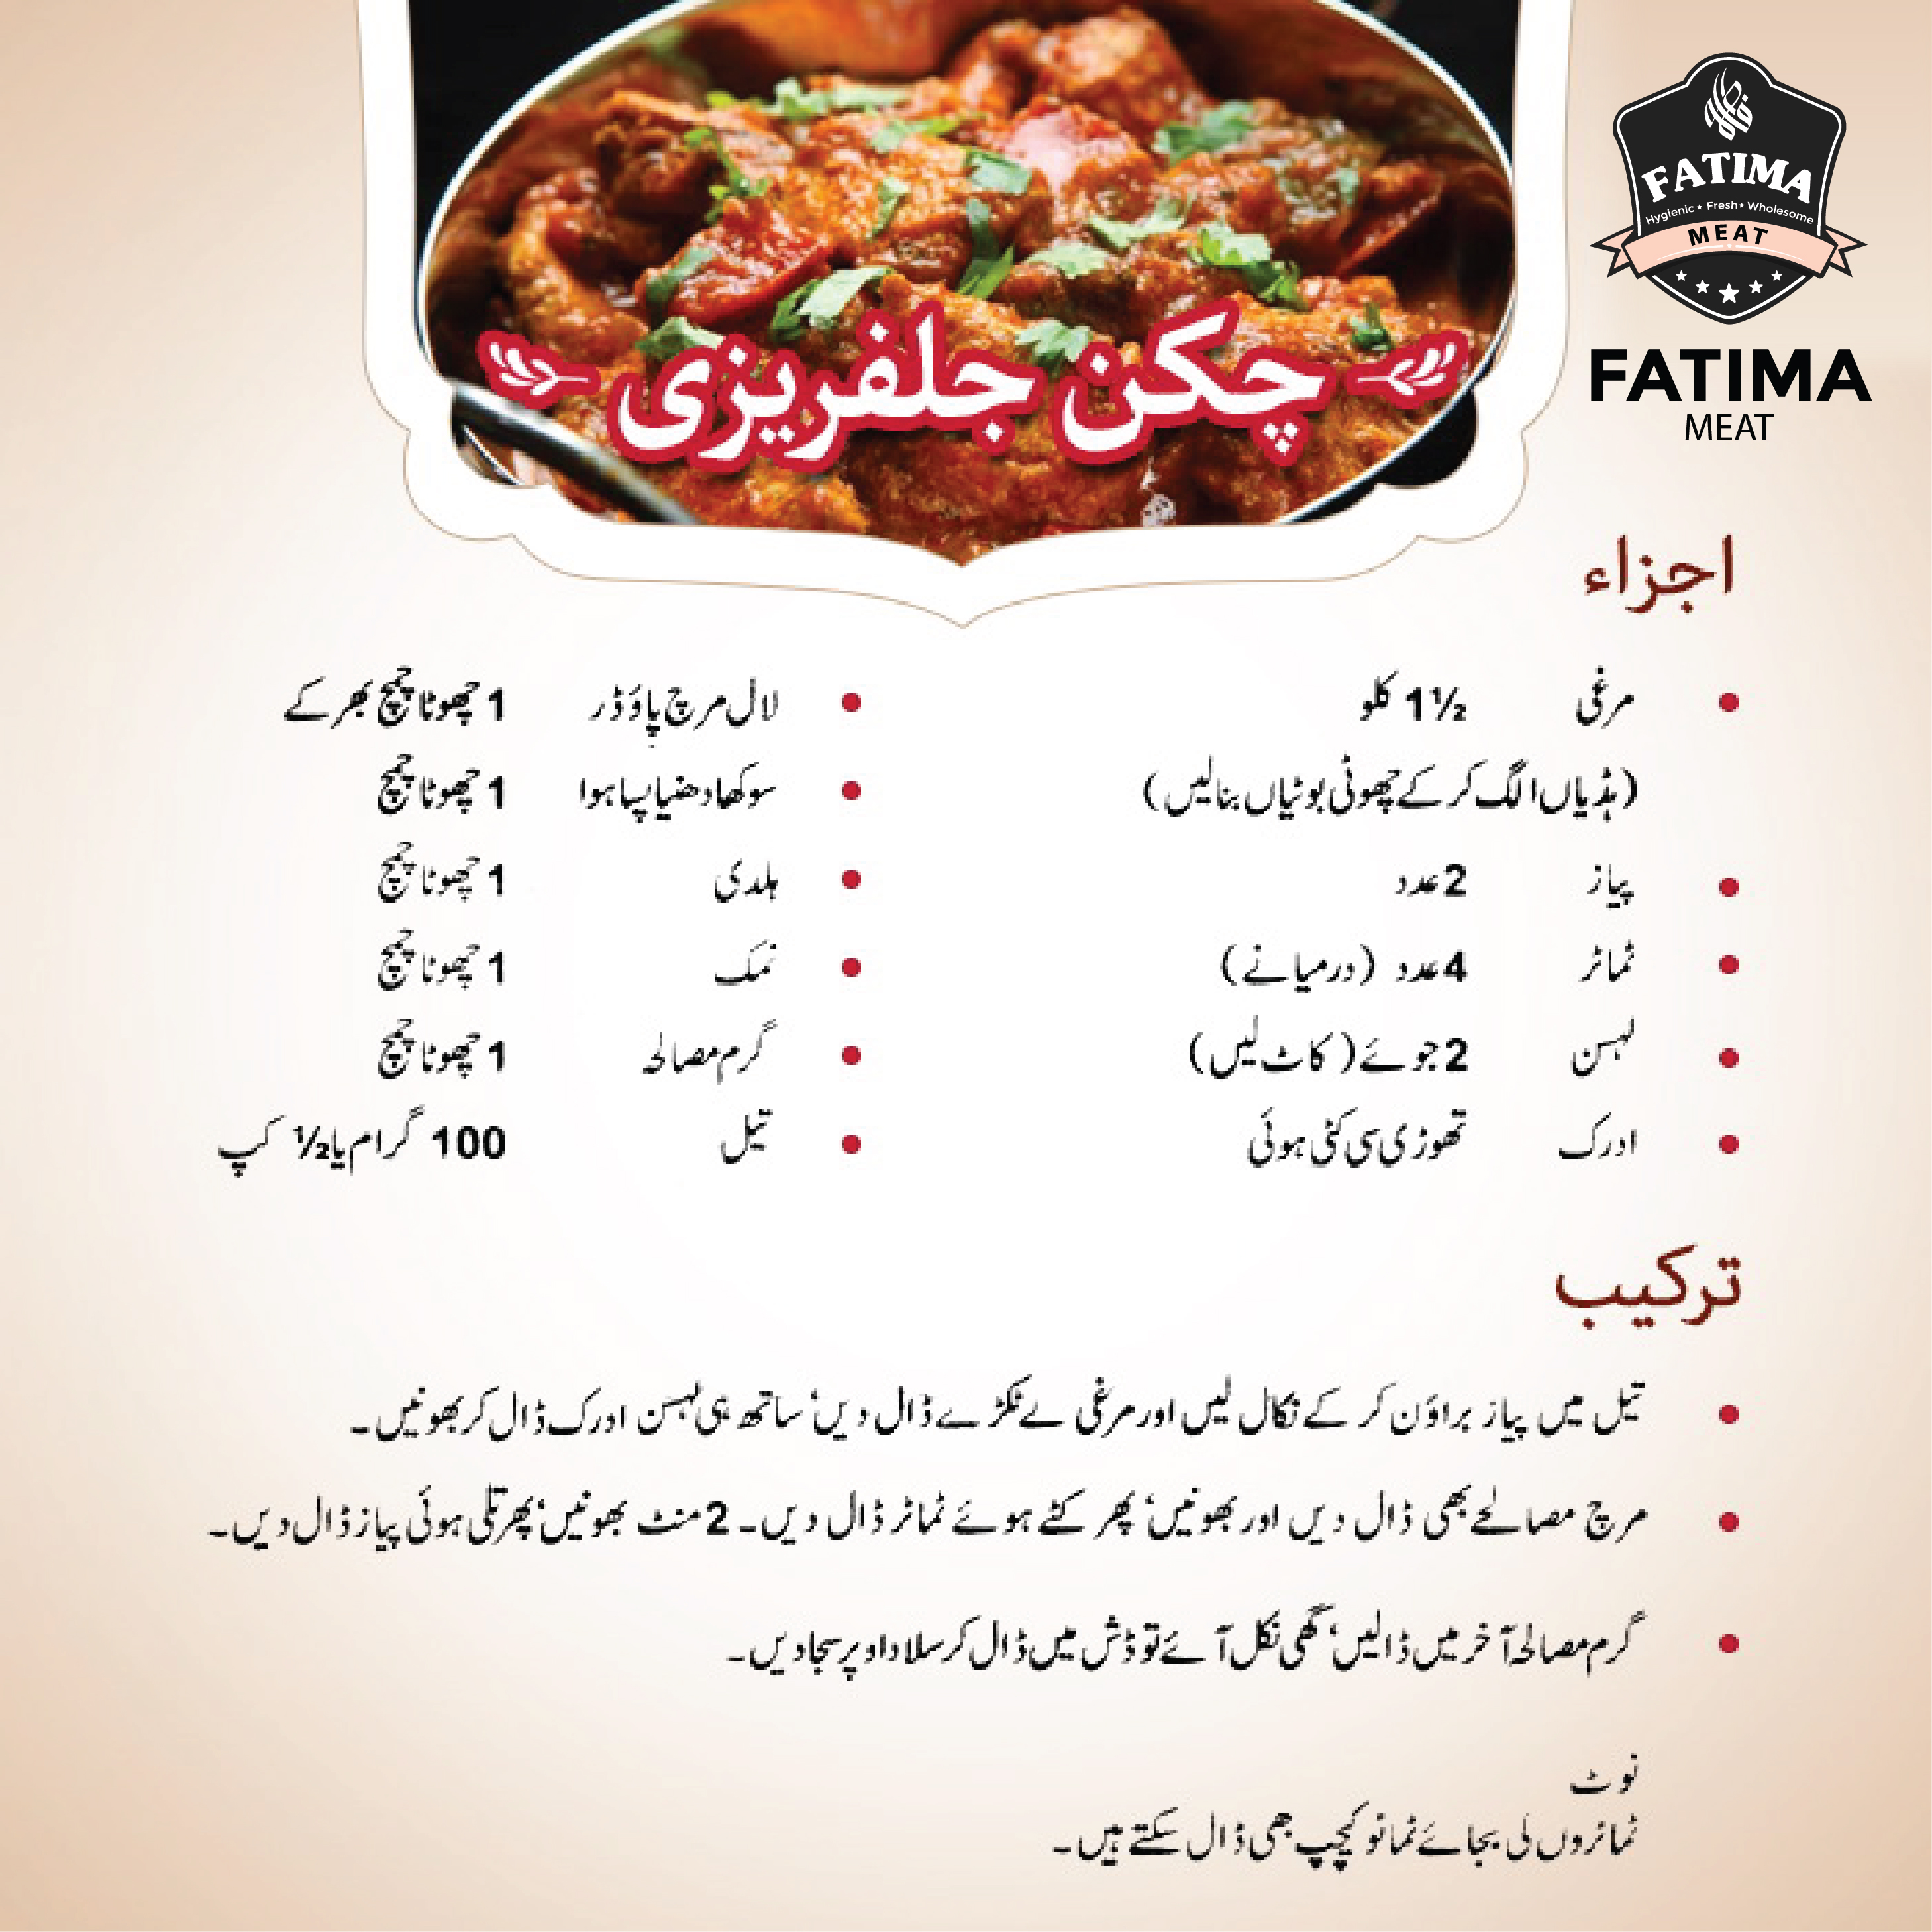 FATIMA
Hygienic ★ Fresh ★ Wholesome
MEAT
FATIMA
MEAT
چکن جلفریزی
اجزاء
مرغی 1½ کلو
(ہڈیاں الگ کر کے چھوٹی بوٹیاں بنالیں)
پیاز 2 عدد
ٹماٹر 4 عدد (درمیانے)
لہسن 2 جوئے (کاٹ لیں)
ادرک تھوڑی سی کٹی ہوئی
لال مرچ پاؤڈر 1 چھوٹا چمچ بھر کے
سوکھا دھنیا پسا ہوا 1 چھوٹا چمچ
ہلدی 1 چھوٹا چمچ
نمک 1 چھوٹا چمچ
گرم مصالحہ 1 چھوٹا چمچ
تیل 100 گرام یا ½ کپ
ترکیب
تیل میں پیاز براؤن کر کے نکال لیں اور مرغی کے ٹکڑے ڈال دیں‘ ساتھ ہی لہسن ادرک ڈال کر بھونیں۔
مرچ مصالحے بھی ڈال دیں اور بھونیں‘ پھر کٹے ہوئے ٹماٹر ڈال دیں۔ 2 منٹ بھونیں‘ پھر تلی ہوئی پیاز ڈال دیں۔
گرم مصالحہ آخر میں ڈالیں‘ گھی نکل آئے تو ڈش میں ڈال کر سلاد اوپر سجا دیں۔
نوٹ
ٹماٹروں کی بجائے ٹماٹو کیچپ بھی ڈال سکتے ہیں۔